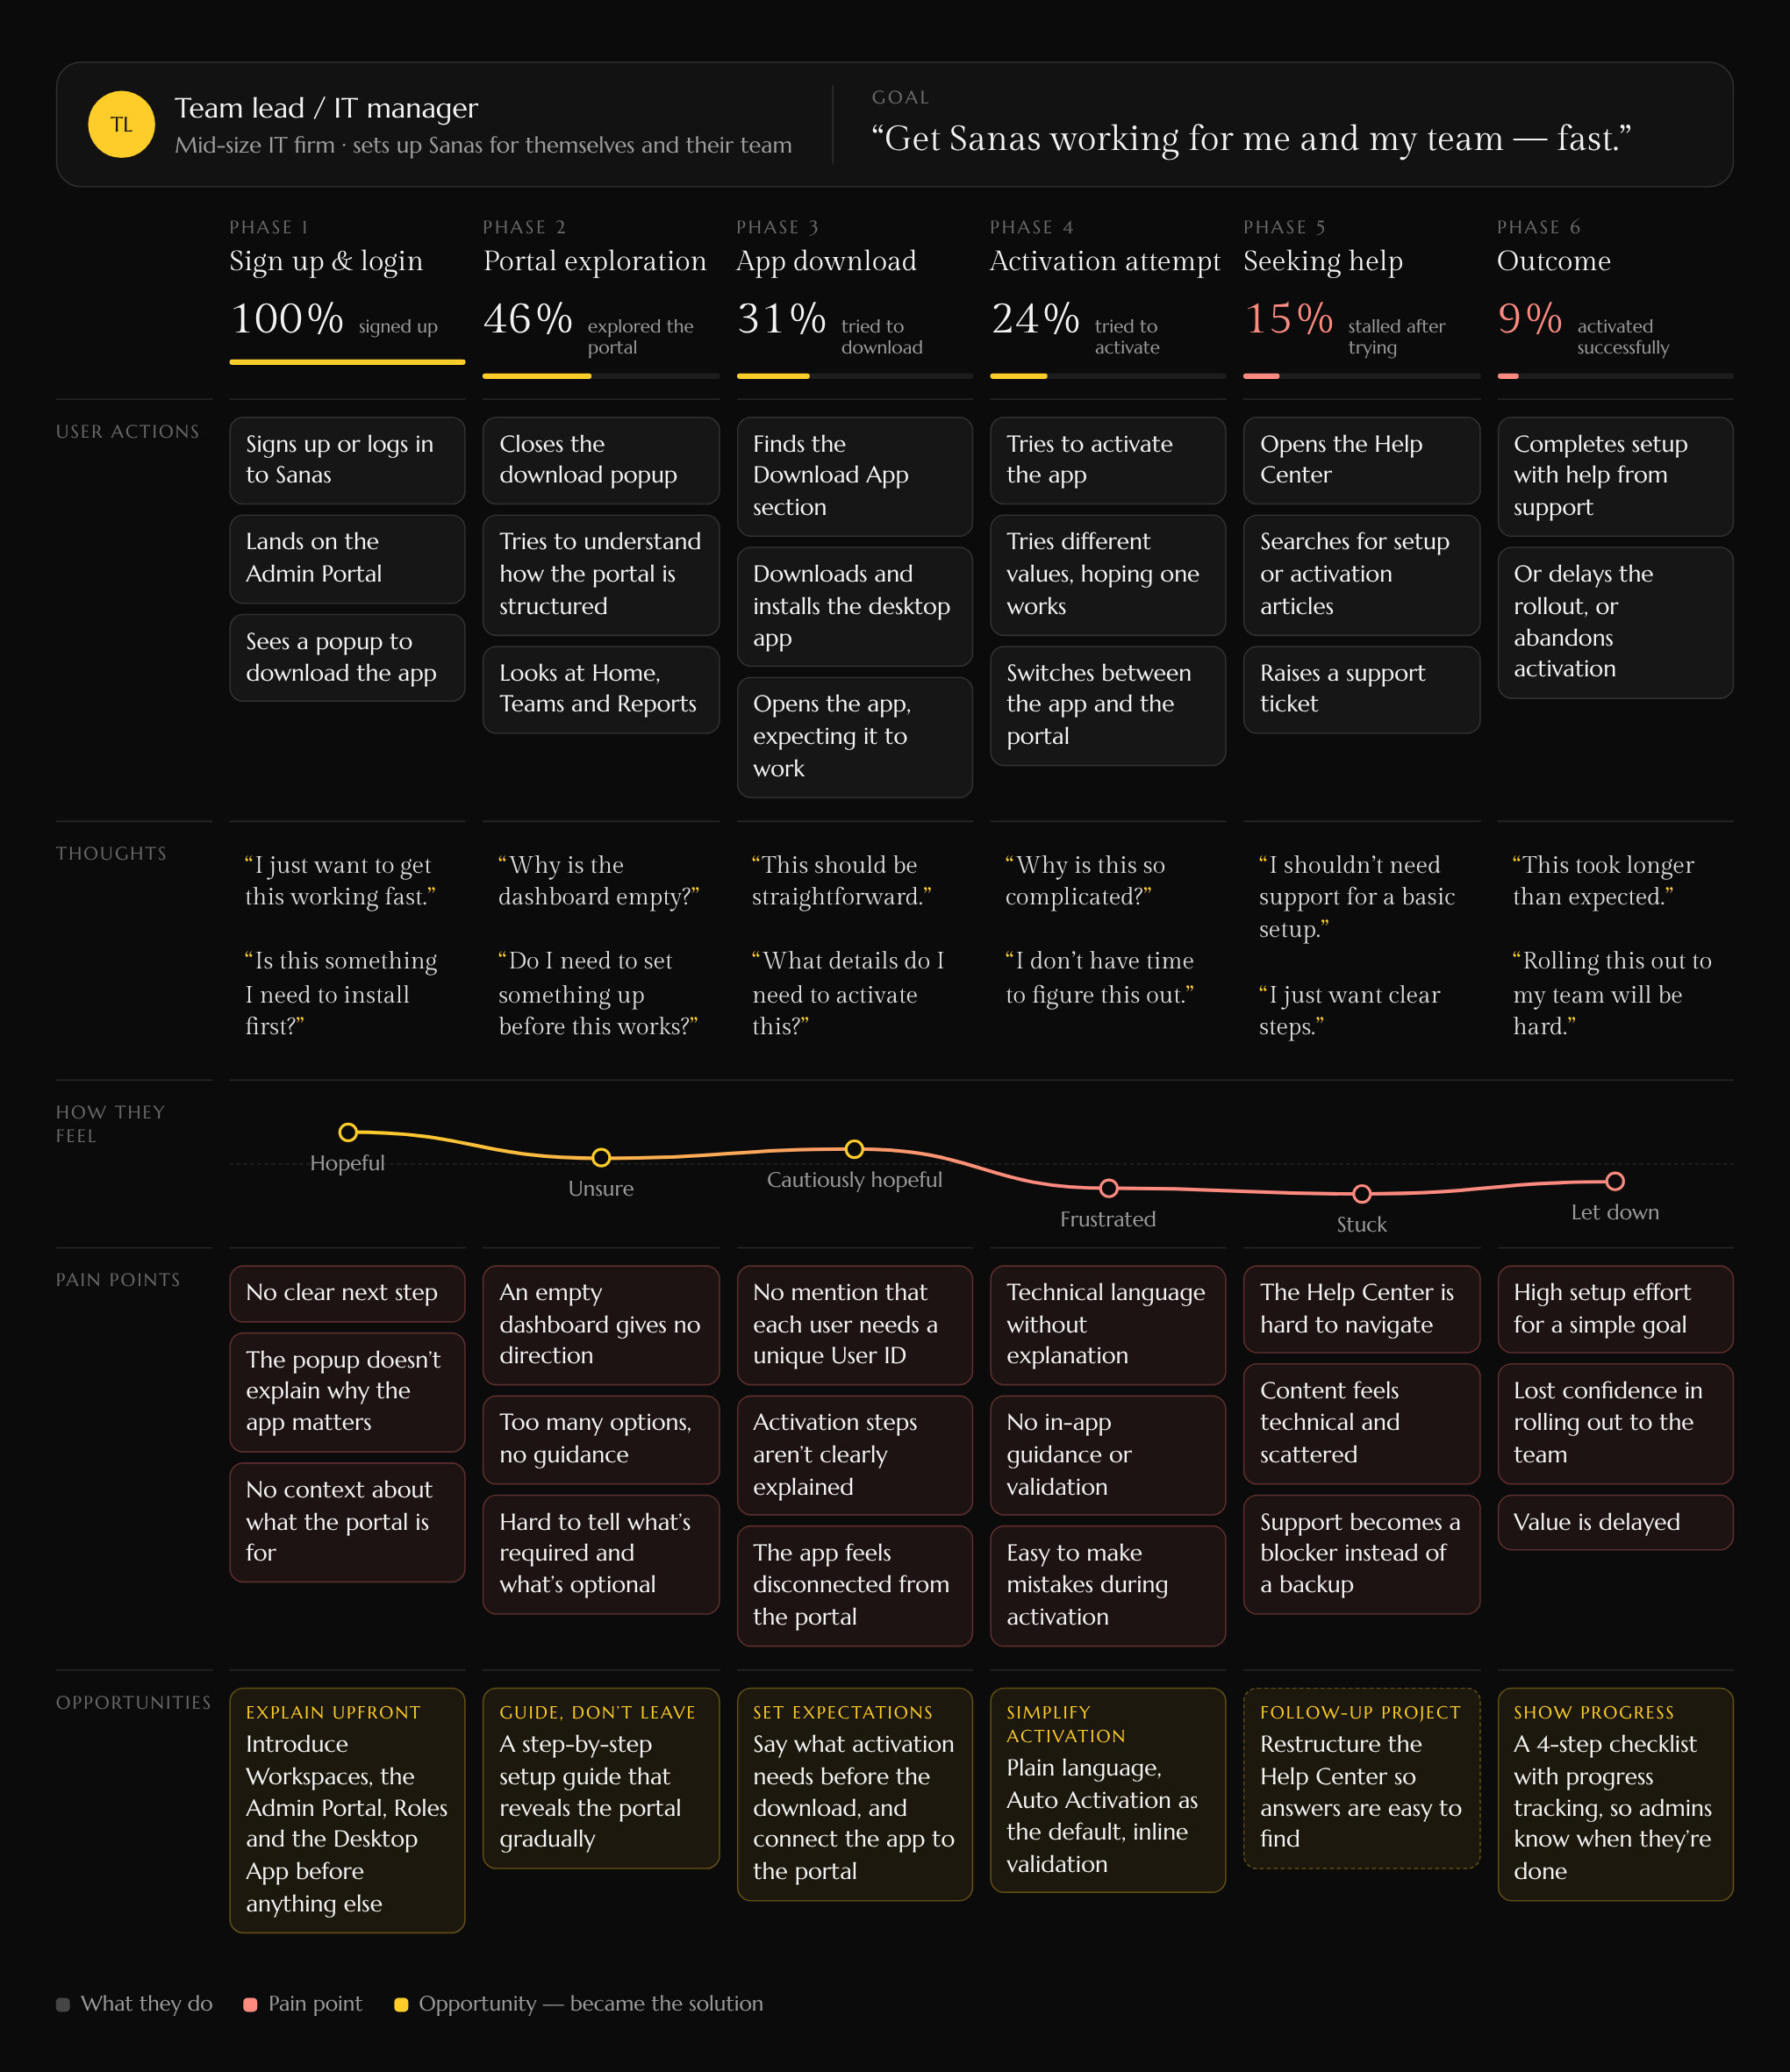 TL
Team lead / IT manager
Mid-size IT firm · sets up Sanas for themselves and their team
GOAL
“Get Sanas working for me and my team — fast.”
PHASE 1
Sign up & login
100% signed up
PHASE 2
Portal exploration
46% explored the
portal
PHASE 3
App download
31% tried to
download
PHASE 4
Activation attempt
24% tried to
activate
PHASE 5
Seeking help
15% stalled after
trying
PHASE 6
Outcome
9% activated
successfully
USER ACTIONS
Signs up or logs in
to Sanas
Lands on the
Admin Portal
Sees a popup to
download the app
Closes the
download popup
Tries to understand
how the portal is
structured
Looks at Home,
Teams and Reports
Finds the
Download App
section
Downloads and
installs the desktop
app
Opens the app,
expecting it to
work
Tries to activate
the app
Tries different
values, hoping one
works
Switches between
the app and the
portal
Opens the Help
Center
Searches for setup
or activation
articles
Raises a support
ticket
Completes setup
with help from
support
Or delays the
rollout, or
abandons
activation
THOUGHTS
“I just want to get
this working fast.”
“Is this something
I need to install
first?”
“Why is the
dashboard empty?”
“Do I need to set
something up
before this works?”
“This should be
straightforward.”
“What details do I
need to activate
this?”
“Why is this so
complicated?”
“I don’t have time
to figure this out.”
“I shouldn’t need
support for a basic
setup.”
“I just want clear
steps.”
“This took longer
than expected.”
“Rolling this out to
my team will be
hard.”
HOW THEY
FEEL
Hopeful
Unsure
Cautiously hopeful
Frustrated
Stuck
Let down
PAIN POINTS
No clear next step
The popup doesn’t
explain why the
app matters
No context about
what the portal is
for
An empty
dashboard gives no
direction
Too many options,
no guidance
Hard to tell what’s
required and
what’s optional
No mention that
each user needs a
unique User ID
Activation steps
aren’t clearly
explained
The app feels
disconnected from
the portal
Technical language
without
explanation
No in-app
guidance or
validation
Easy to make
mistakes during
activation
The Help Center is
hard to navigate
Content feels
technical and
scattered
Support becomes a
blocker instead of
a backup
High setup effort
for a simple goal
Lost confidence in
rolling out to the
team
Value is delayed
OPPORTUNITIES
EXPLAIN UPFRONT
Introduce
Workspaces, the
Admin Portal, Roles
and the Desktop
App before
anything else
GUIDE, DON’T LEAVE
A step-by-step
setup guide that
reveals the portal
gradually
SET EXPECTATIONS
Say what activation
needs before the
download, and
connect the app to
the portal
SIMPLIFY
ACTIVATION
Plain language,
Auto Activation as
the default, inline
validation
FOLLOW-UP PROJECT
Restructure the
Help Center so
answers are easy to
find
SHOW PROGRESS
A 4-step checklist
with progress
tracking, so admins
know when they’re
done
What they do
Pain point
Opportunity — became the solution